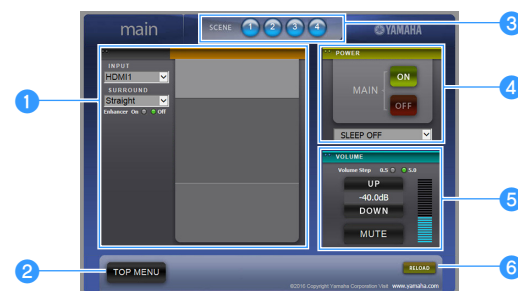 main
SCENE 1 2 3 4
YAMAHA
3
INPUT
HDMI1
SURROUND
Straight
Enhancer On Off
1
POWER
MAIN
ON
OFF
SLEEP OFF
4
VOLUME
Volume Step 0.5 5.0
UP
-40.0dB
DOWN
MUTE
5
2
TOP MENU
RELOAD
6
©2010 Copyright Yamaha Corporation Visit www.yamaha.com